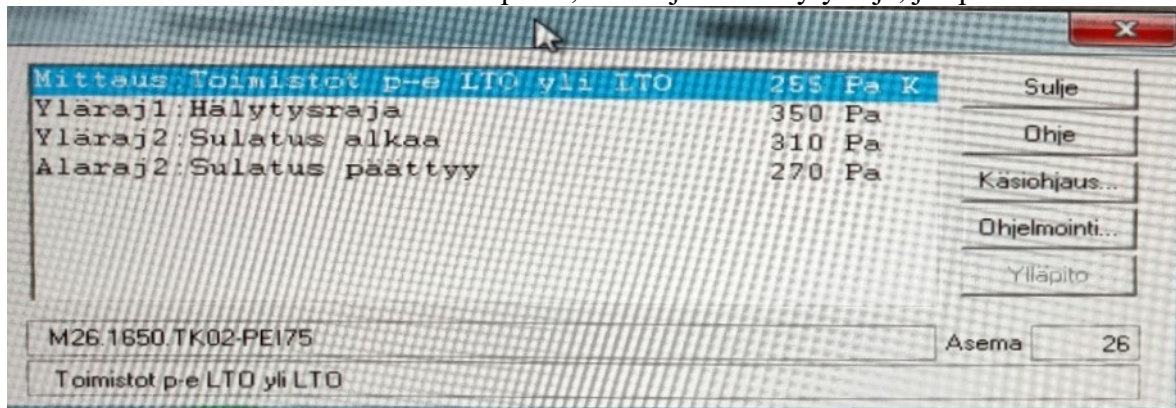 Mittaus:Toimistot p-e LTO yli LTO 255 Pa K
Yläraj1:Hälytysraja 350 Pa
Yläraj2:Sulatus alkaa 310 Pa
Alaraj2:Sulatus päättyy 270 Pa
Sulje
Ohje
Käsiohjaus...
Ohjelmointi...
Ylläpito
M26.1650.TK02-PEI75
Asema 26
Toimistot p-e LTO yli LTO